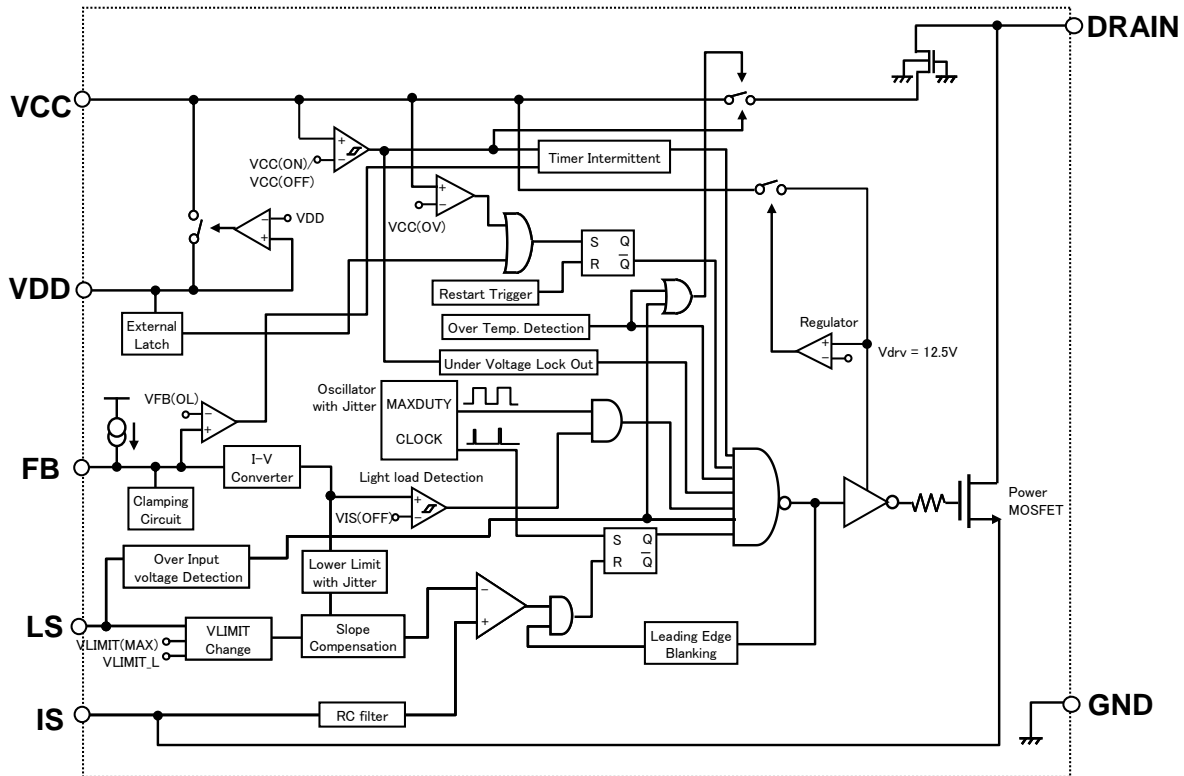 DRAIN
VCC
VCC(ON)/
VCC(OFF)
+
−
Timer Intermittent
+
−
VCC(OV)
−
+
VDD
VDD
S Q
R Q̅
Restart Trigger
External
Latch
Over Temp. Detection
Regulator
+
−
Vdrv = 12.5V
Under Voltage Lock Out
Oscillator
with Jitter
MAXDUTY
CLOCK
VFB(OL)
−
+
FB
I-V
Converter
Clamping
Circuit
Light load Detection
+
−
VIS(OFF)
Power
MOSFET
S Q
R Q̅
Over Input
voltage Detection
Lower Limit
with Jitter
LS
VLIMIT(MAX)
VLIMIT_L
VLIMIT
Change
Slope
Compensation
−
+
Leading Edge
Blanking
IS
RC filter
GND